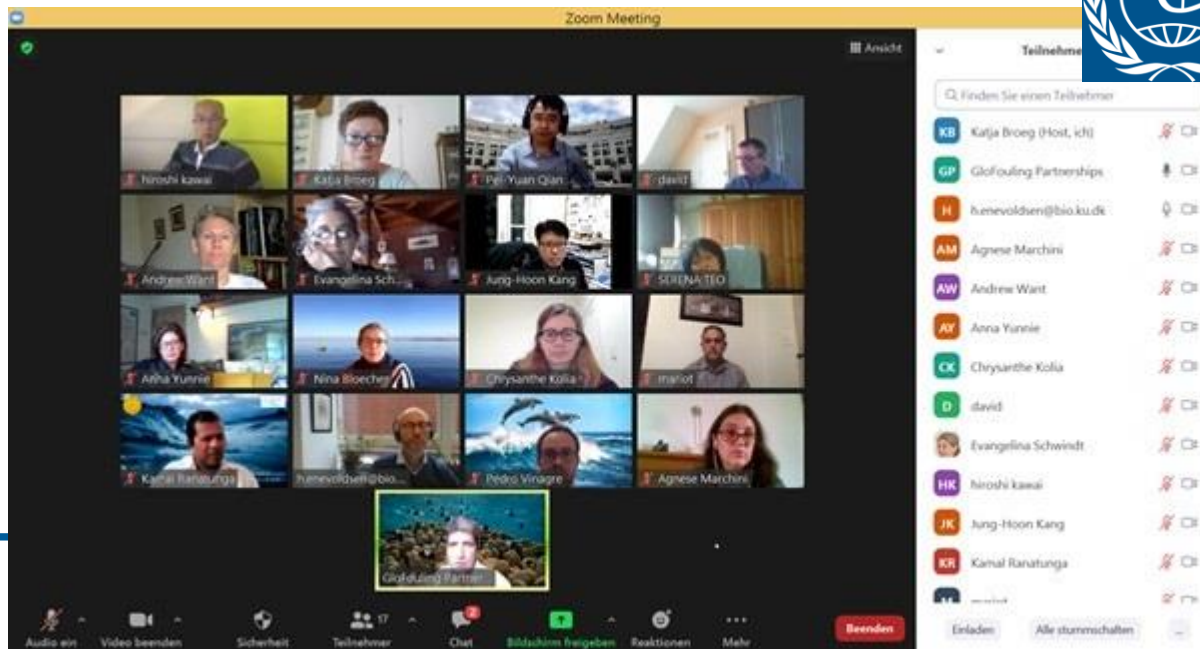 Zoom Meeting
Ansicht
hiroshi kawai
Katja Broeg
Pei-Yuan Qian
david
Andrew Want
Evangelina Sch...
Jung-Hoon Kang
SERENA TEO
Anna Yunnie
Nina Bloecher
Chrysanthe Kolia
mariot
Kamal Ranatunga
h.enevoldsen@bio...
Pedro Vinagre
Agnese Marchini
GloFouling Partner...
Audio ein
Video beenden
Sicherheit
17
Teilnehmer
2
Chat
Bildschirm freigeben
Reaktionen
Mehr
Beenden
Teilnehme
Finden Sie einen Teilnehmer
KB Katja Broeg (Host, ich)
GP GloFouling Partnerships
H h.enevoldsen@bio.ku.dk
AM Agnese Marchini
AW Andrew Want
AY Anna Yunnie
CK Chrysanthe Kolia
D david
Evangelina Schwindt
HK hiroshi kawai
JK Jung-Hoon Kang
KR Kamal Ranatunga
Einladen
Alle stummschalten
...